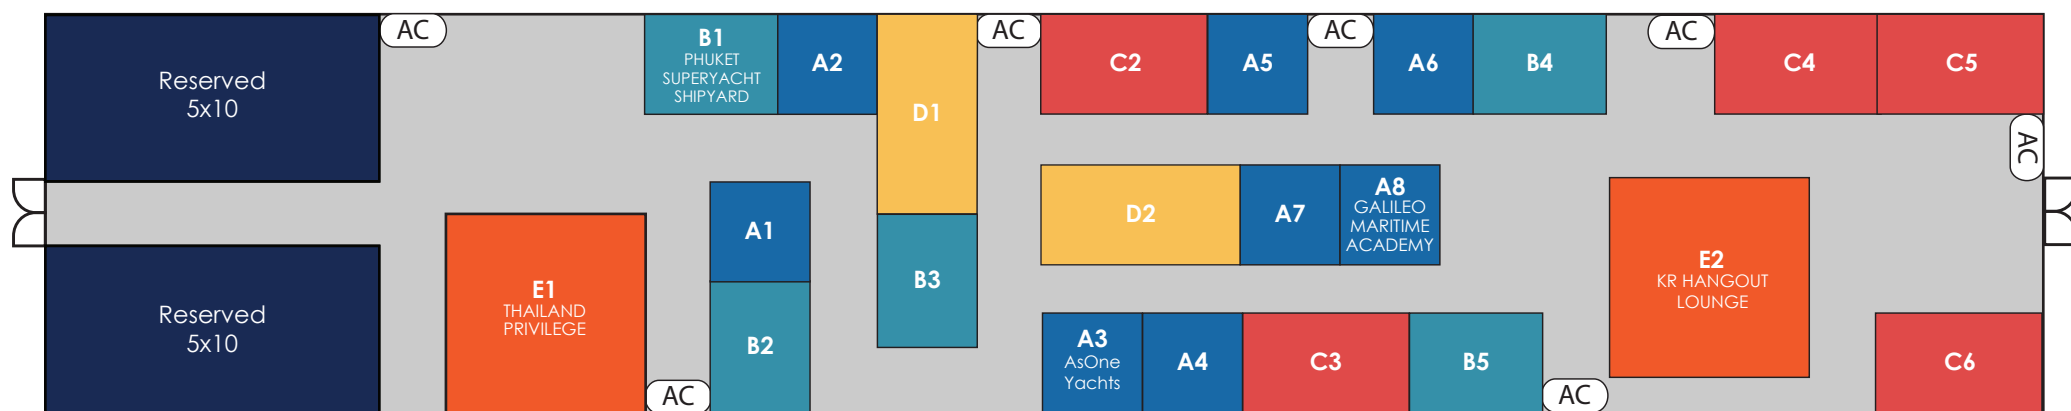 Reserved
5x10
AC
B1
PHUKET
SUPERYACHT
SHIPYARD
A2
D1
AC
C2
A5
AC
A6
B4
AC
C4
C5
AC
A1
D2
A7
A8
GALILEO
MARITIME
ACADEMY
E2
KR HANGOUT
LOUNGE
Reserved
5x10
E1
THAILAND
PRIVILEGE
AC
B2
B3
A3
AsOne
Yachts
A4
C3
B5
AC
C6